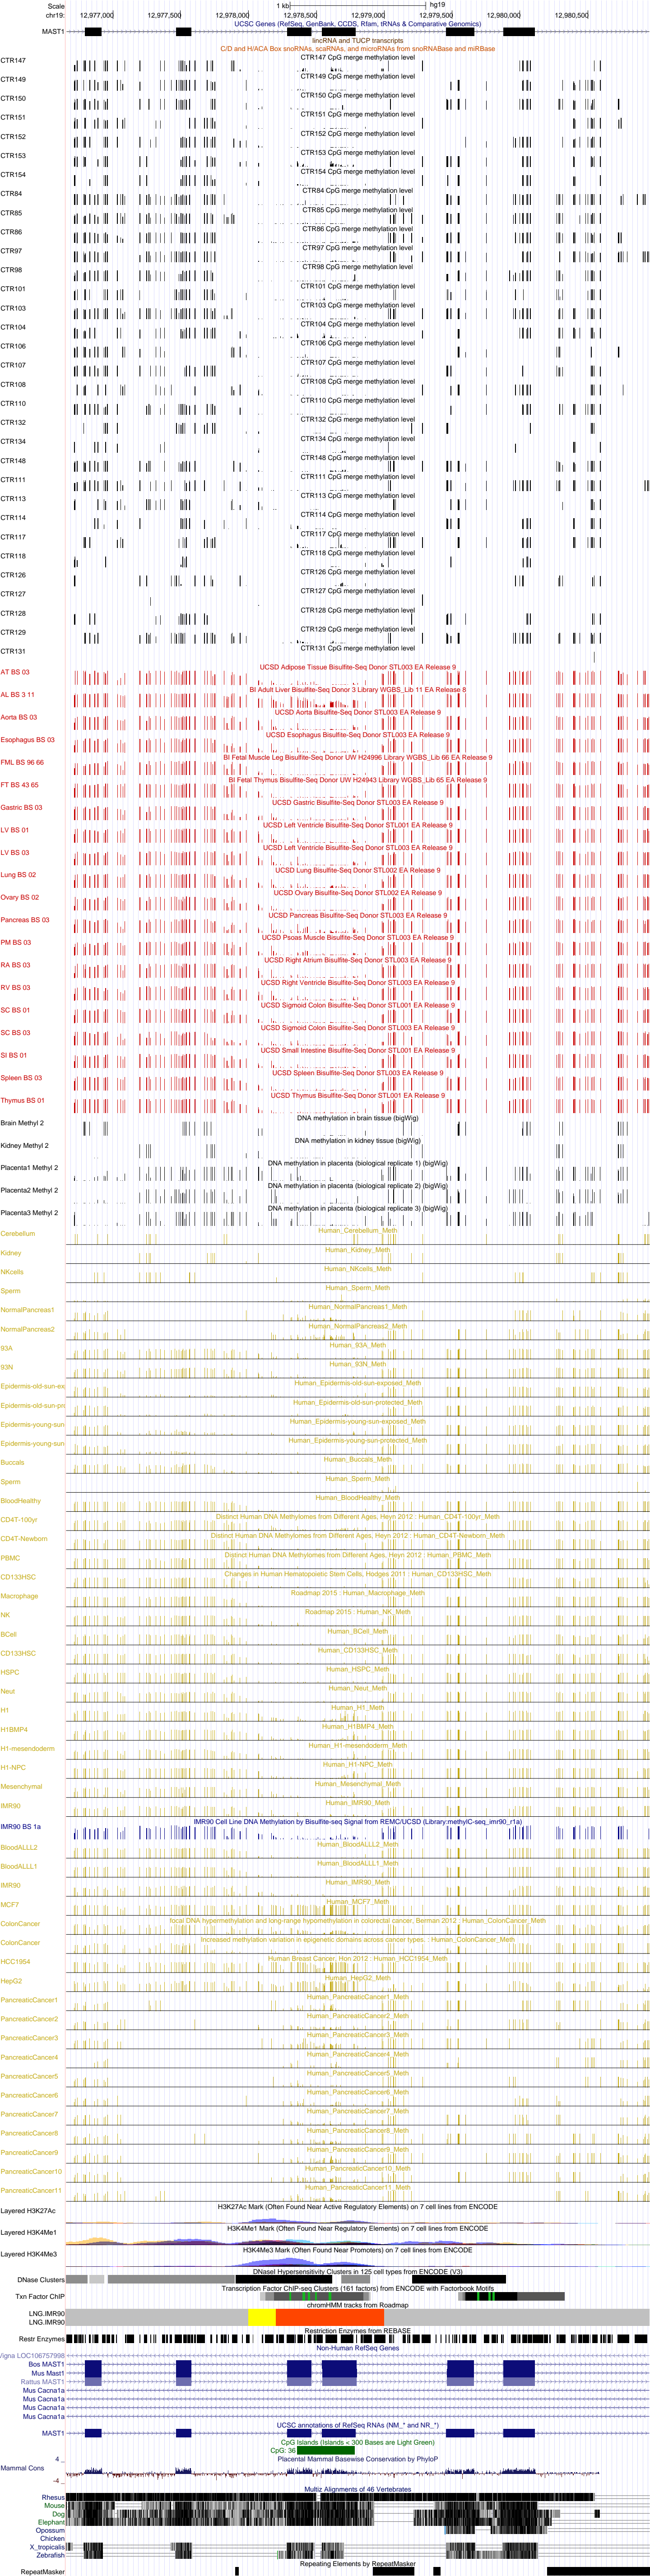 Scale 1 kb hg19
chr19: 12,977,000 12,977,500 12,978,000 12,978,500 12,979,000 12,979,500 12,980,000 12,980,500
UCSC Genes (RefSeq, GenBank, CCDS, Rfam, tRNAs & Comparative Genomics)
MAST1
lincRNA and TUCP transcripts
C/D and H/ACA Box snoRNAs, scaRNAs, and microRNAs from snoRNABase and miRBase
CTR147 CpG merge methylation level
CTR147
CTR149 CpG merge methylation level
CTR149
CTR150 CpG merge methylation level
CTR150
CTR151 CpG merge methylation level
CTR151
CTR152 CpG merge methylation level
CTR152
CTR153 CpG merge methylation level
CTR153
CTR154 CpG merge methylation level
CTR154
CTR84 CpG merge methylation level
CTR84
CTR85 CpG merge methylation level
CTR85
CTR86 CpG merge methylation level
CTR86
CTR97 CpG merge methylation level
CTR97
CTR98 CpG merge methylation level
CTR98
CTR101 CpG merge methylation level
CTR101
CTR103 CpG merge methylation level
CTR103
CTR104 CpG merge methylation level
CTR104
CTR106 CpG merge methylation level
CTR106
CTR107 CpG merge methylation level
CTR107
CTR108 CpG merge methylation level
CTR108
CTR110 CpG merge methylation level
CTR110
CTR132 CpG merge methylation level
CTR132
CTR134 CpG merge methylation level
CTR134
CTR148 CpG merge methylation level
CTR148
CTR111 CpG merge methylation level
CTR111
CTR113 CpG merge methylation level
CTR113
CTR114 CpG merge methylation level
CTR114
CTR117 CpG merge methylation level
CTR117
CTR118 CpG merge methylation level
CTR118
CTR126 CpG merge methylation level
CTR126
CTR127 CpG merge methylation level
CTR127
CTR128 CpG merge methylation level
CTR128
CTR129 CpG merge methylation level
CTR129
CTR131 CpG merge methylation level
CTR131
UCSD Adipose Tissue Bisulfite-Seq Donor STL003 EA Release 9
AT BS 03
BI Adult Liver Bisulfite-Seq Donor 3 Library WGBS_Lib 11 EA Release 8
AL BS 3 11
UCSD Aorta Bisulfite-Seq Donor STL003 EA Release 9
Aorta BS 03
UCSD Esophagus Bisulfite-Seq Donor STL003 EA Release 9
Esophagus BS 03
BI Fetal Muscle Leg Bisulfite-Seq Donor UW H24996 Library WGBS_Lib 66 EA Release 9
FML BS 96 66
BI Fetal Thymus Bisulfite-Seq Donor UW H24943 Library WGBS_Lib 65 EA Release 9
FT BS 43 65
UCSD Gastric Bisulfite-Seq Donor STL003 EA Release 9
Gastric BS 03
UCSD Left Ventricle Bisulfite-Seq Donor STL001 EA Release 9
LV BS 01
UCSD Left Ventricle Bisulfite-Seq Donor STL003 EA Release 9
LV BS 03
UCSD Lung Bisulfite-Seq Donor STL002 EA Release 9
Lung BS 02
UCSD Ovary Bisulfite-Seq Donor STL002 EA Release 9
Ovary BS 02
UCSD Pancreas Bisulfite-Seq Donor STL003 EA Release 9
Pancreas BS 03
UCSD Psoas Muscle Bisulfite-Seq Donor STL003 EA Release 9
PM BS 03
UCSD Right Atrium Bisulfite-Seq Donor STL003 EA Release 9
RA BS 03
UCSD Right Ventricle Bisulfite-Seq Donor STL003 EA Release 9
RV BS 03
UCSD Sigmoid Colon Bisulfite-Seq Donor STL001 EA Release 9
SC BS 01
UCSD Sigmoid Colon Bisulfite-Seq Donor STL003 EA Release 9
SC BS 03
UCSD Small Intestine Bisulfite-Seq Donor STL001 EA Release 9
SI BS 01
UCSD Spleen Bisulfite-Seq Donor STL003 EA Release 9
Spleen BS 03
UCSD Thymus Bisulfite-Seq Donor STL001 EA Release 9
Thymus BS 01
DNA methylation in brain tissue (bigWig)
Brain Methyl 2
DNA methylation in kidney tissue (bigWig)
Kidney Methyl 2
DNA methylation in placenta (biological replicate 1) (bigWig)
Placenta1 Methyl 2
DNA methylation in placenta (biological replicate 2) (bigWig)
Placenta2 Methyl 2
DNA methylation in placenta (biological replicate 3) (bigWig)
Placenta3 Methyl 2
Human_Cerebellum_Meth
Cerebellum
Human_Kidney_Meth
Kidney
Human_NKcells_Meth
NKcells
Human_Sperm_Meth
Sperm
Human_NormalPancreas1_Meth
NormalPancreas1
Human_NormalPancreas2_Meth
NormalPancreas2
Human_93A_Meth
93A
Human_93N_Meth
93N
Human_Epidermis-old-sun-exposed_Meth
Epidermis-old-sun-ex
Human_Epidermis-old-sun-protected_Meth
Epidermis-old-sun-pr
Human_Epidermis-young-sun-exposed_Meth
Epidermis-young-sun
Human_Epidermis-young-sun-protected_Meth
Epidermis-young-sun
Human_Buccals_Meth
Buccals
Human_Sperm_Meth
Sperm
Human_BloodHealthy_Meth
BloodHealthy
Distinct Human DNA Methylomes from Different Ages, Heyn 2012 : Human_CD4T-100yr_Meth
CD4T-100yr
Distinct Human DNA Methylomes from Different Ages, Heyn 2012 : Human_CD4T-Newborn_Meth
CD4T-Newborn
Distinct Human DNA Methylomes from Different Ages, Heyn 2012 : Human_PBMC_Meth
PBMC
Changes in Human Hematopoietic Stem Cells, Hodges 2011 : Human_CD133HSC_Meth
CD133HSC
Roadmap 2015 : Human_Macrophage_Meth
Macrophage
Roadmap 2015 : Human_NK_Meth
NK
Human_BCell_Meth
BCell
Human_CD133HSC_Meth
CD133HSC
Human_HSPC_Meth
HSPC
Human_Neut_Meth
Neut
Human_H1_Meth
H1
Human_H1BMP4_Meth
H1BMP4
Human_H1-mesendoderm_Meth
H1-mesendoderm
Human_H1-NPC_Meth
H1-NPC
Human_Mesenchymal_Meth
Mesenchymal
Human_IMR90_Meth
IMR90
IMR90 Cell Line DNA Methylation by Bisulfite-seq Signal from REMC/UCSD (Library:methylC-seq_imr90_r1a)
IMR90 BS 1a
Human_BloodALLL2_Meth
BloodALLL2
Human_BloodALLL1_Meth
BloodALLL1
Human_IMR90_Meth
IMR90
Human_MCF7_Meth
MCF7
focal DNA hypermethylation and long-range hypomethylation in colorectal cancer, Berman 2012 : Human_ColonCancer_Meth
ColonCancer
Increased methylation variation in epigenetic domains across cancer types. : Human_ColonCancer_Meth
ColonCancer
Human Breast Cancer, Hon 2012 : Human_HCC1954_Meth
HCC1954
Human_HepG2_Meth
HepG2
Human_PancreaticCancer1_Meth
PancreaticCancer1
Human_PancreaticCancer2_Meth
PancreaticCancer2
Human_PancreaticCancer3_Meth
PancreaticCancer3
Human_PancreaticCancer4_Meth
PancreaticCancer4
Human_PancreaticCancer5_Meth
PancreaticCancer5
Human_PancreaticCancer6_Meth
PancreaticCancer6
Human_PancreaticCancer7_Meth
PancreaticCancer7
Human_PancreaticCancer8_Meth
PancreaticCancer8
Human_PancreaticCancer9_Meth
PancreaticCancer9
Human_PancreaticCancer10_Meth
PancreaticCancer10
Human_PancreaticCancer11_Meth
PancreaticCancer11
H3K27Ac Mark (Often Found Near Active Regulatory Elements) on 7 cell lines from ENCODE
Layered H3K27Ac
H3K4Me1 Mark (Often Found Near Regulatory Elements) on 7 cell lines from ENCODE
Layered H3K4Me1
H3K4Me3 Mark (Often Found Near Promoters) on 7 cell lines from ENCODE
Layered H3K4Me3
DNaseI Hypersensitivity Clusters in 125 cell types from ENCODE (V3)
DNase Clusters
Transcription Factor ChIP-seq Clusters (161 factors) from ENCODE with Factorbook Motifs
Txn Factor ChIP
chromHMM tracks from Roadmap
LNG.IMR90
LNG.IMR90
Restriction Enzymes from REBASE
Restr Enzymes
Non-Human RefSeq Genes
Vigna LOC106757998
Bos MAST1
Mus Mast1
Rattus MAST1
Mus Cacna1a
Mus Cacna1a
Mus Cacna1a
Mus Cacna1a
UCSC annotations of RefSeq RNAs (NM_* and NR_*)
MAST1
CpG Islands (Islands < 300 Bases are Light Green)
CpG: 36
Placental Mammal Basewise Conservation by PhyloP
4 _
Mammal Cons
-4 _
Multiz Alignments of 46 Vertebrates
Rhesus
Mouse
Dog
Elephant
Opossum
Chicken
X_tropicalis
Zebrafish
Repeating Elements by RepeatMasker
RepeatMasker